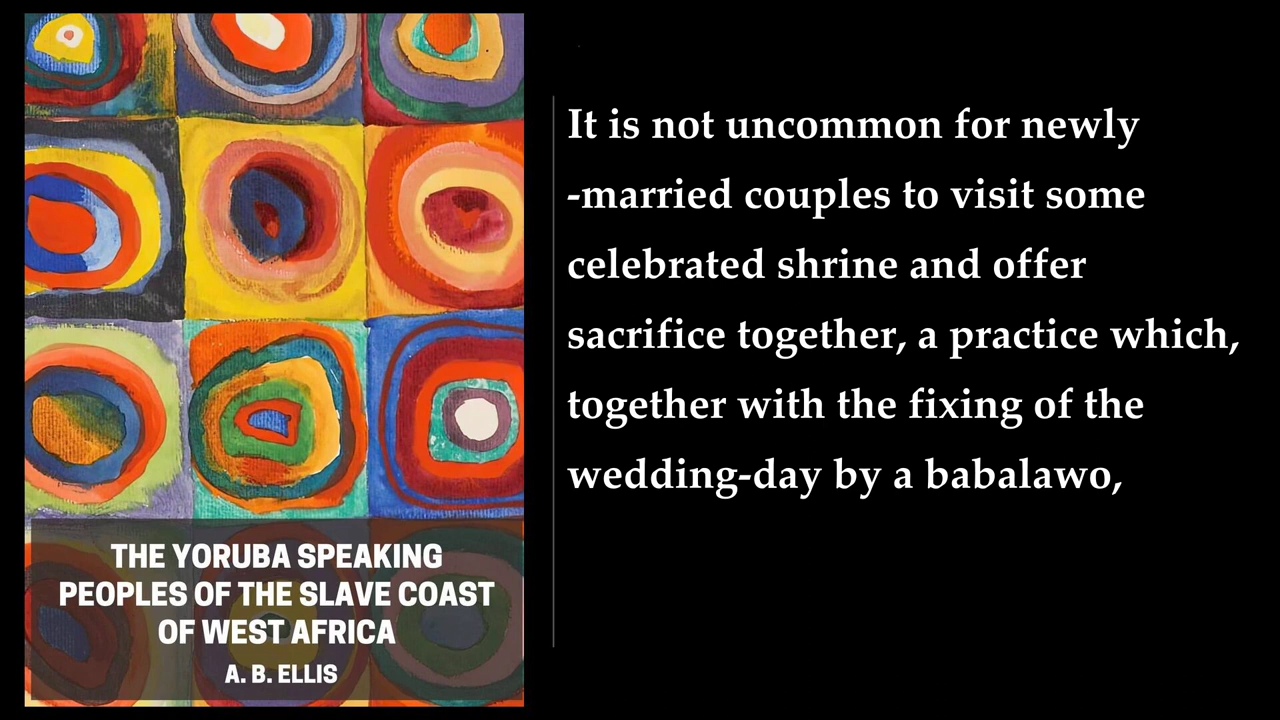 THE YORUBA SPEAKING
PEOPLES OF THE SLAVE COAST
OF WEST AFRICA
A. B. ELLIS
It is not uncommon for newly
-married couples to visit some
celebrated shrine and offer
sacrifice together, a practice which,
together with the fixing of the
wedding-day by a babalawo,